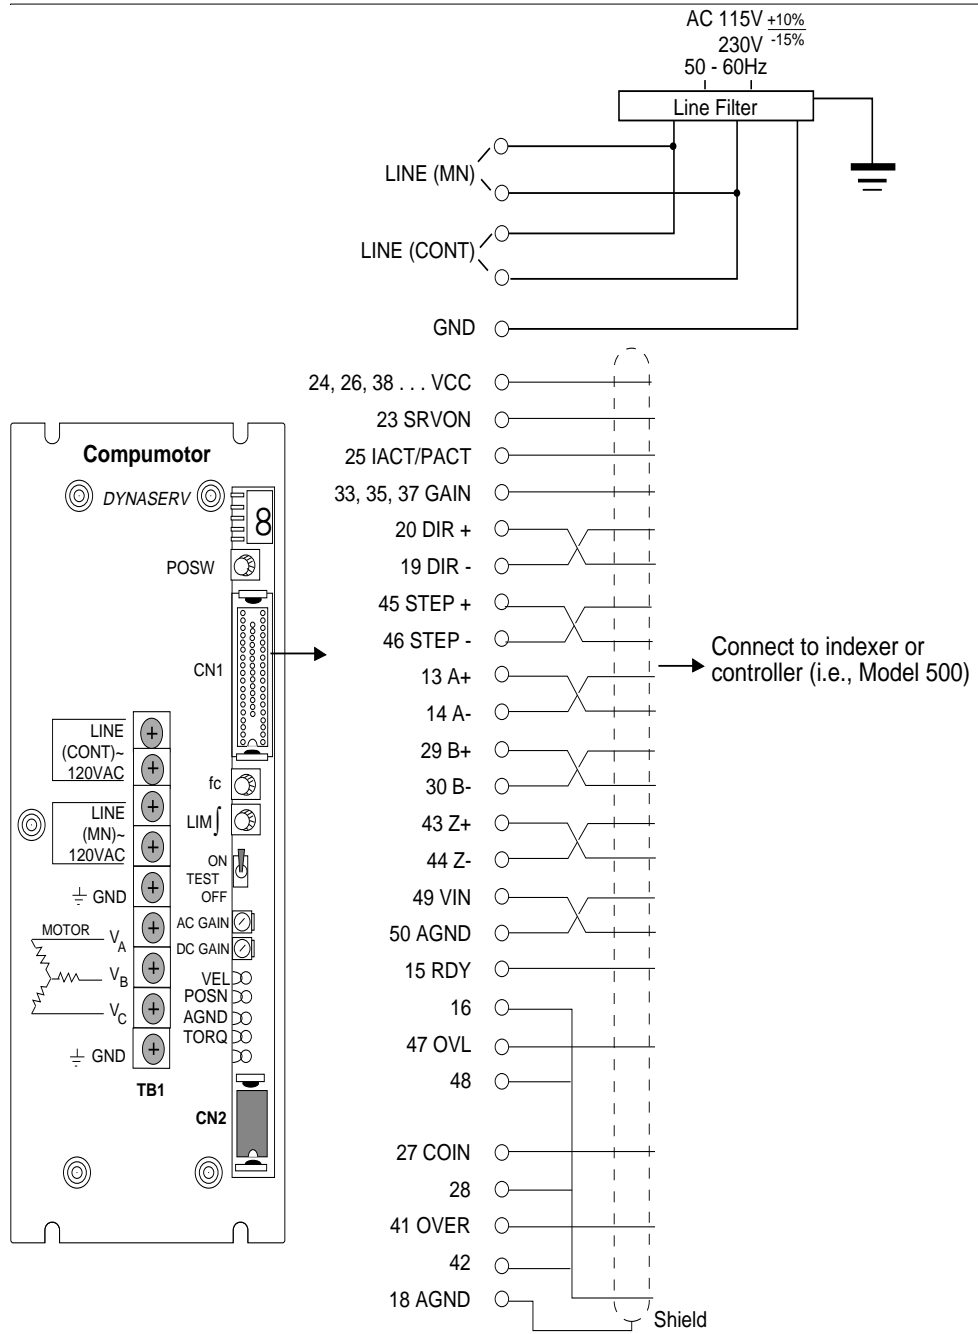 AC 115V +10%
230V -15%
50 - 60Hz
Line Filter
LINE (MN)
LINE (CONT)
GND
24, 26, 38 . . . VCC
23 SRVON
25 IACT/PACT
33, 35, 37 GAIN
20 DIR +
19 DIR -
45 STEP +
46 STEP -
13 A+
14 A-
29 B+
30 B-
43 Z+
44 Z-
49 VIN
50 AGND
15 RDY
16
47 OVL
48
27 COIN
28
41 OVER
42
18 AGND
Shield
Connect to indexer or
controller (i.e., Model 500)
Compumotor
DYNASERV
8
POSW
CN1
LINE
(CONT)~
120VAC
LINE
(MN)~
120VAC
GND
MOTOR
VA
VB
VC
GND
TB1
fc
LIM∫
ON
TEST
OFF
AC GAIN
DC GAIN
VEL
POSN
AGND
TORQ
CN2